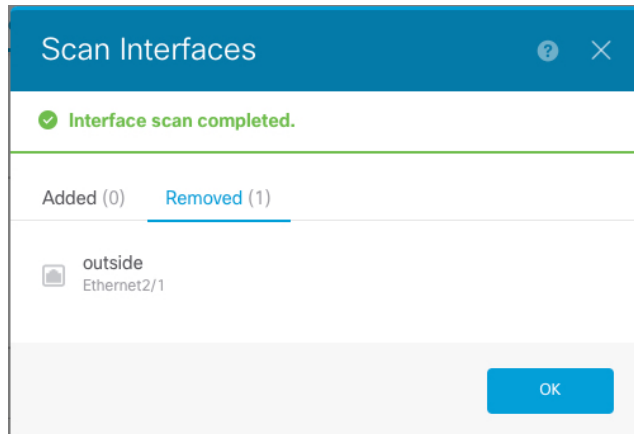 Scan Interfaces
Interface scan completed.
Added (0) Removed (1)
outside
Ethernet2/1
OK